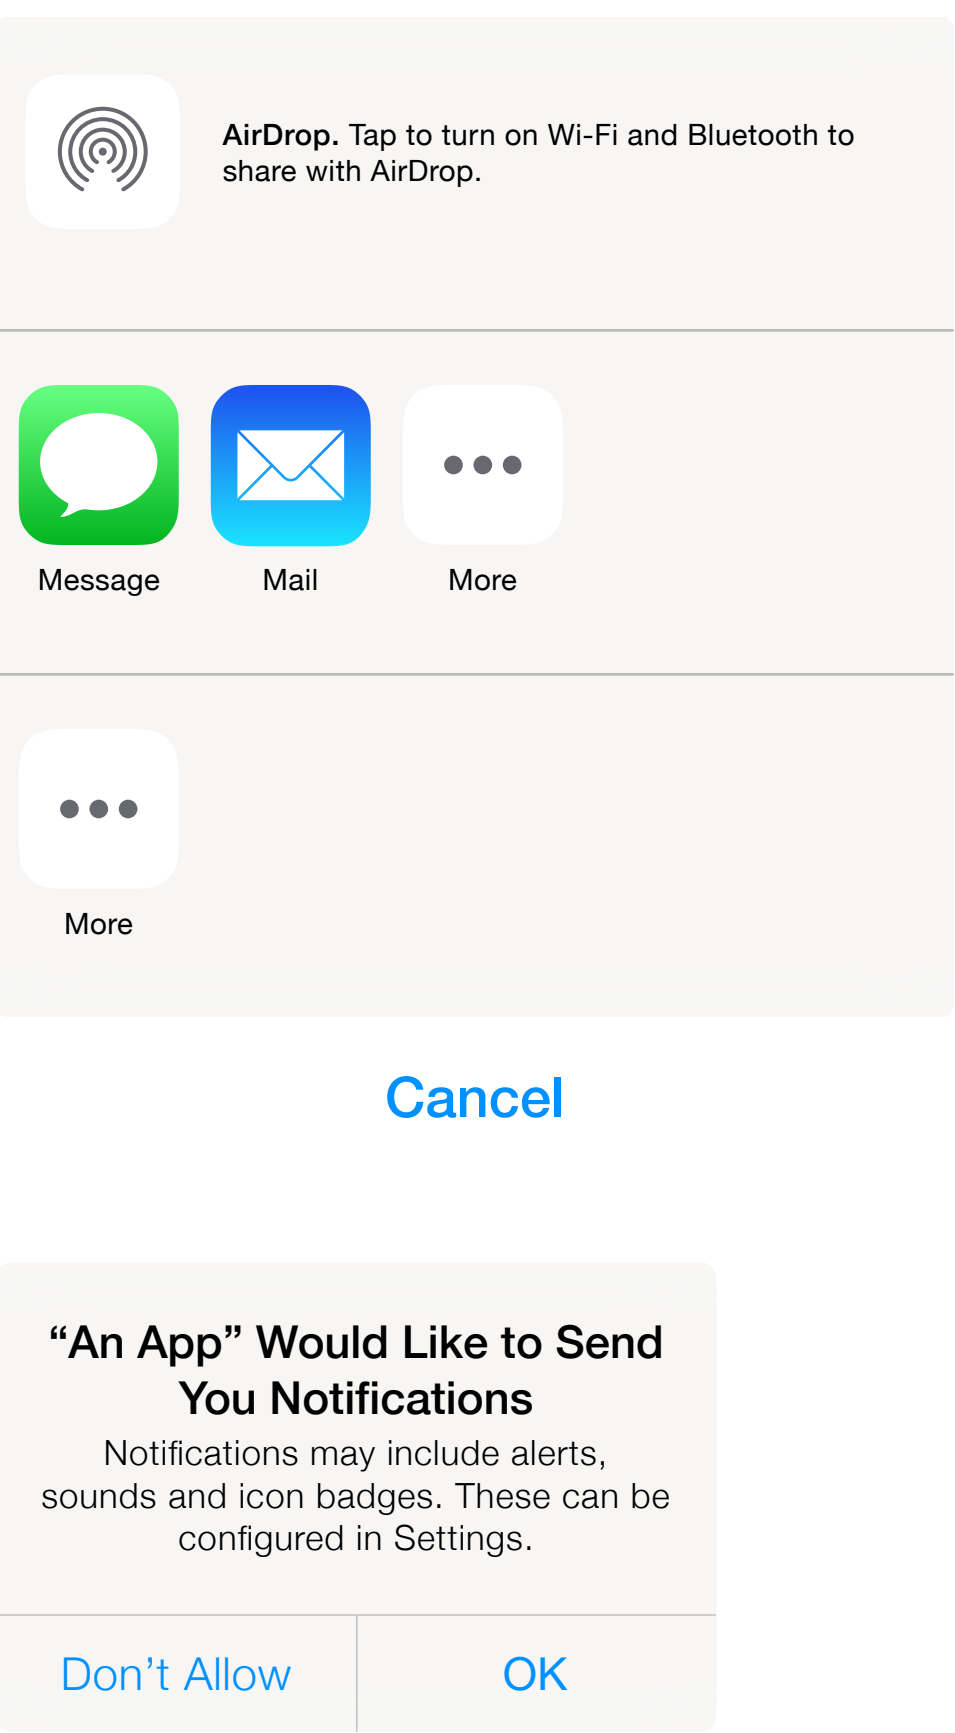 AirDrop. Tap to turn on Wi-Fi and Bluetooth to
share with AirDrop.
Message Mail More
More
Cancel
“An App” Would Like to Send
You Notifications
Notifications may include alerts,
sounds and icon badges. These can be
configured in Settings.
Don’t Allow OK